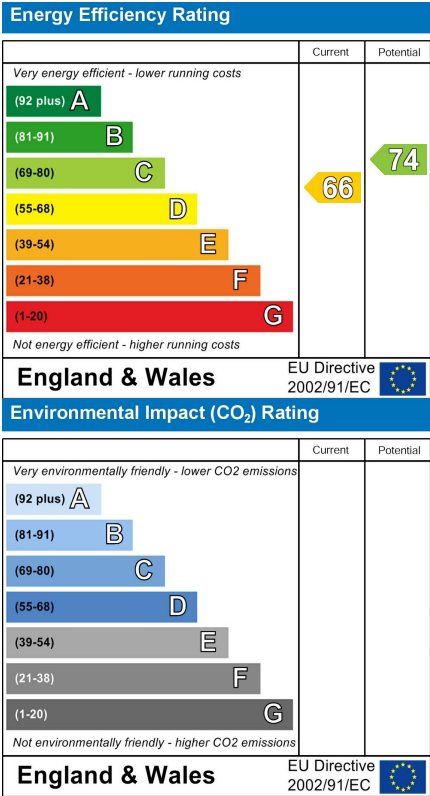 Energy Efficiency Rating
Current Potential
Very energy efficient - lower running costs
(92 plus) A
(81-91) B
(69-80) C
(55-68) D
(39-54) E
(21-38) F
(1-20) G
66
74
Not energy efficient - higher running costs
England & Wales
EU Directive
2002/91/EC
Environmental Impact (CO₂) Rating
Current Potential
Very environmentally friendly - lower CO2 emissions
(92 plus) A
(81-91) B
(69-80) C
(55-68) D
(39-54) E
(21-38) F
(1-20) G
Not environmentally friendly - higher CO2 emissions
England & Wales
EU Directive
2002/91/EC